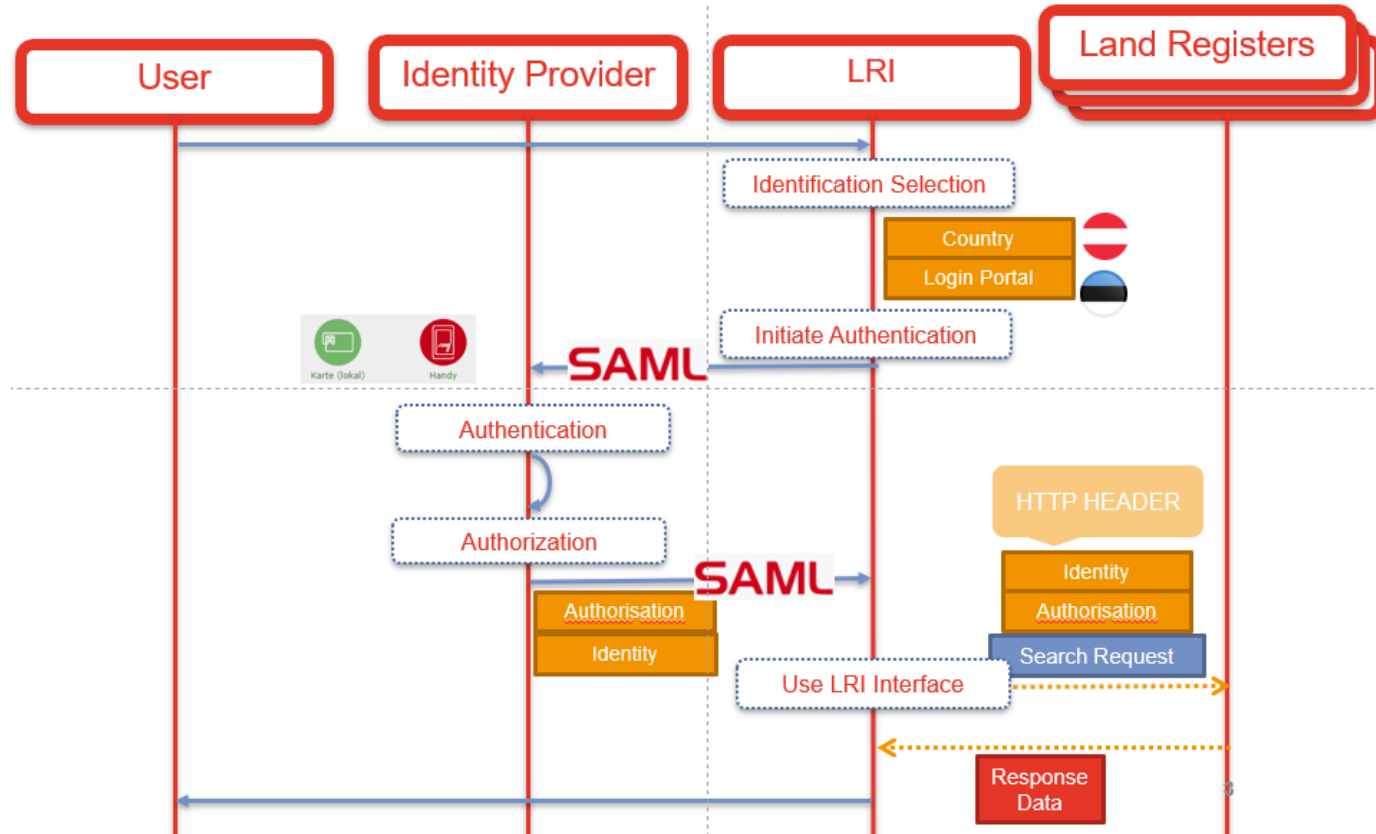 User
Identity Provider
LRI
Land Registers
Identification Selection
Country
Login Portal
Initiate Authentication
Karte (lokal)
Handy
SAML
Authentication
HTTP HEADER
Authorization
SAML
Identity
Authorisation
Authorisation
Identity
Search Request
Use LRI Interface
Response
Data
3